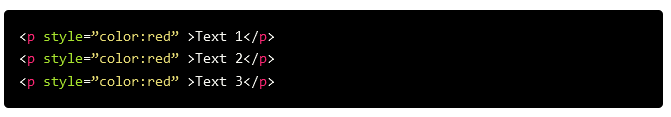 <p style=”color:red” >Text 1</p>
<p style=”color:red” >Text 2</p>
<p style=”color:red” >Text 3</p>